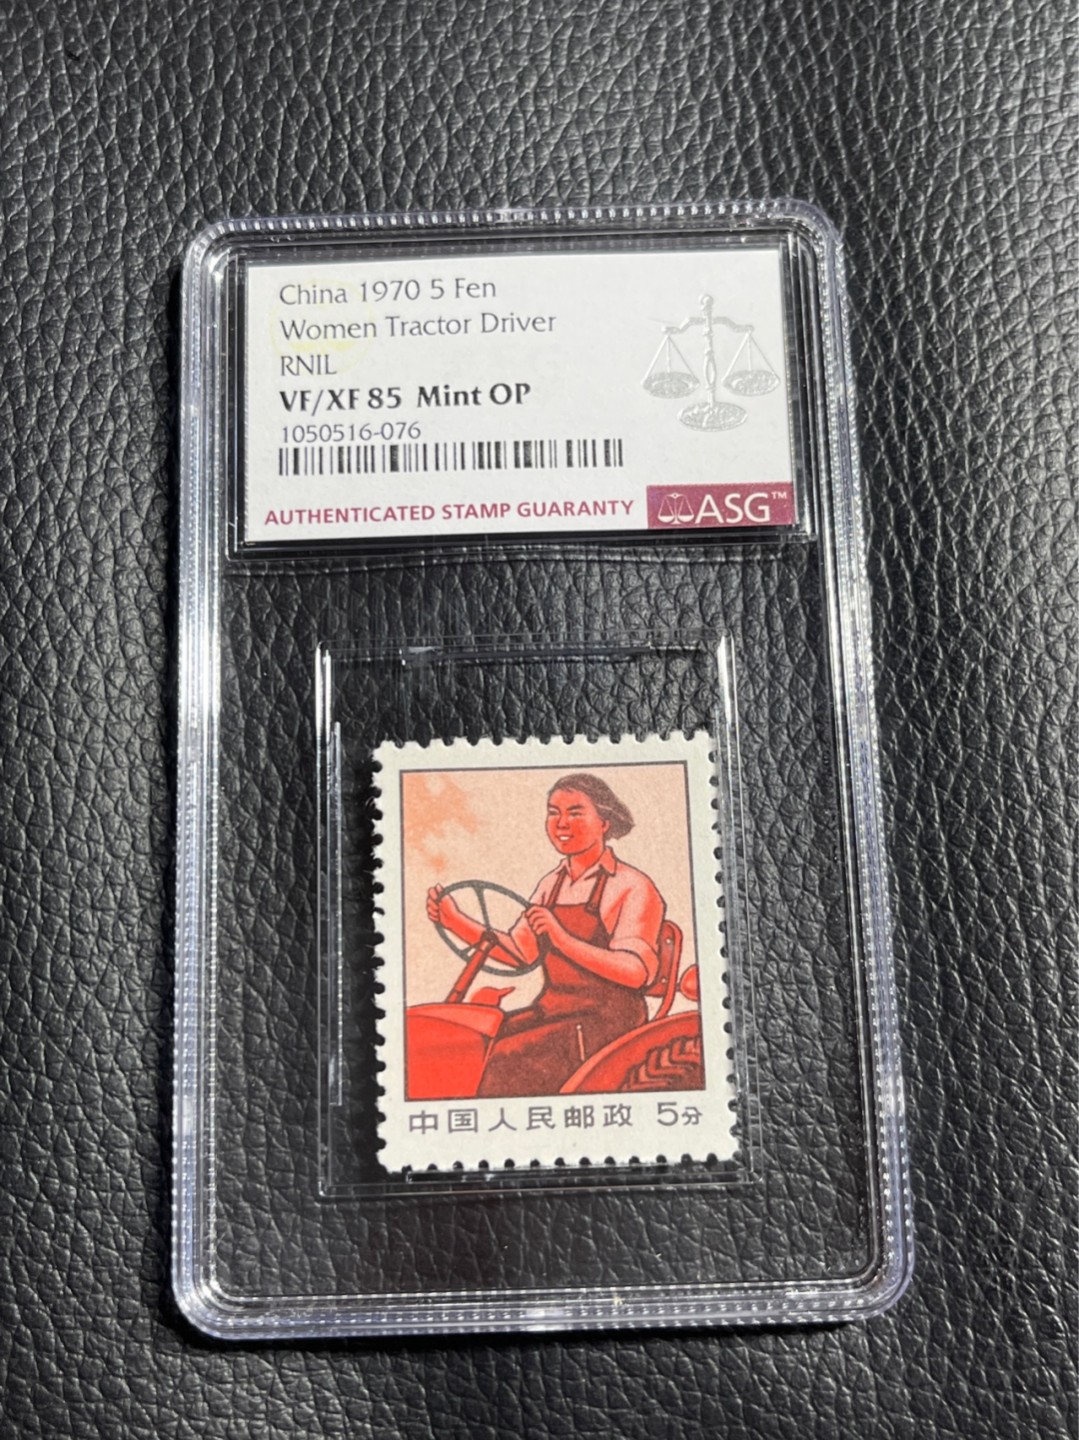 China 1970 5 Fen
Women Tractor Driver
RNIL
VF/XF 85 Mint OP
1050516-076
AUTHENTICATED STAMP GUARANTY ASG™
中国人民邮政 5分